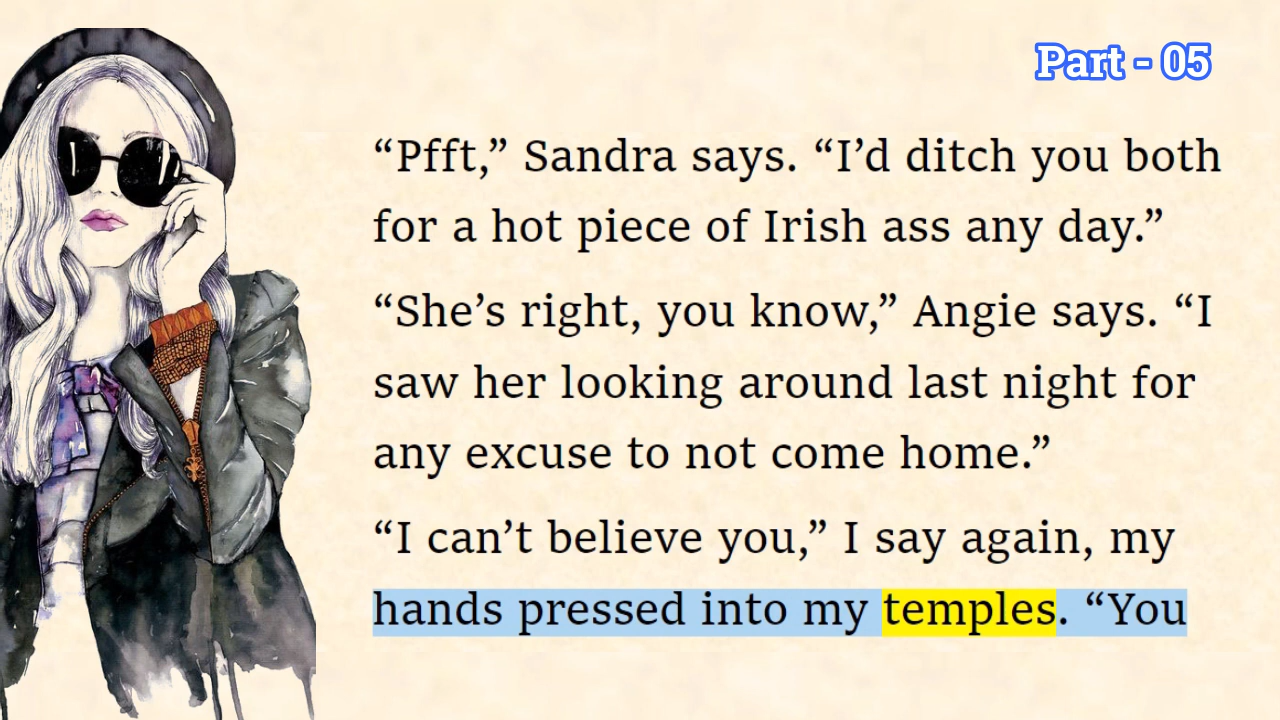 Part - 05
“Pfft,” Sandra says. “I’d ditch you both
for a hot piece of Irish ass any day.”
“She’s right, you know,” Angie says. “I
saw her looking around last night for
any excuse to not come home.”
“I can’t believe you,” I say again, my
hands pressed into my temples. “You